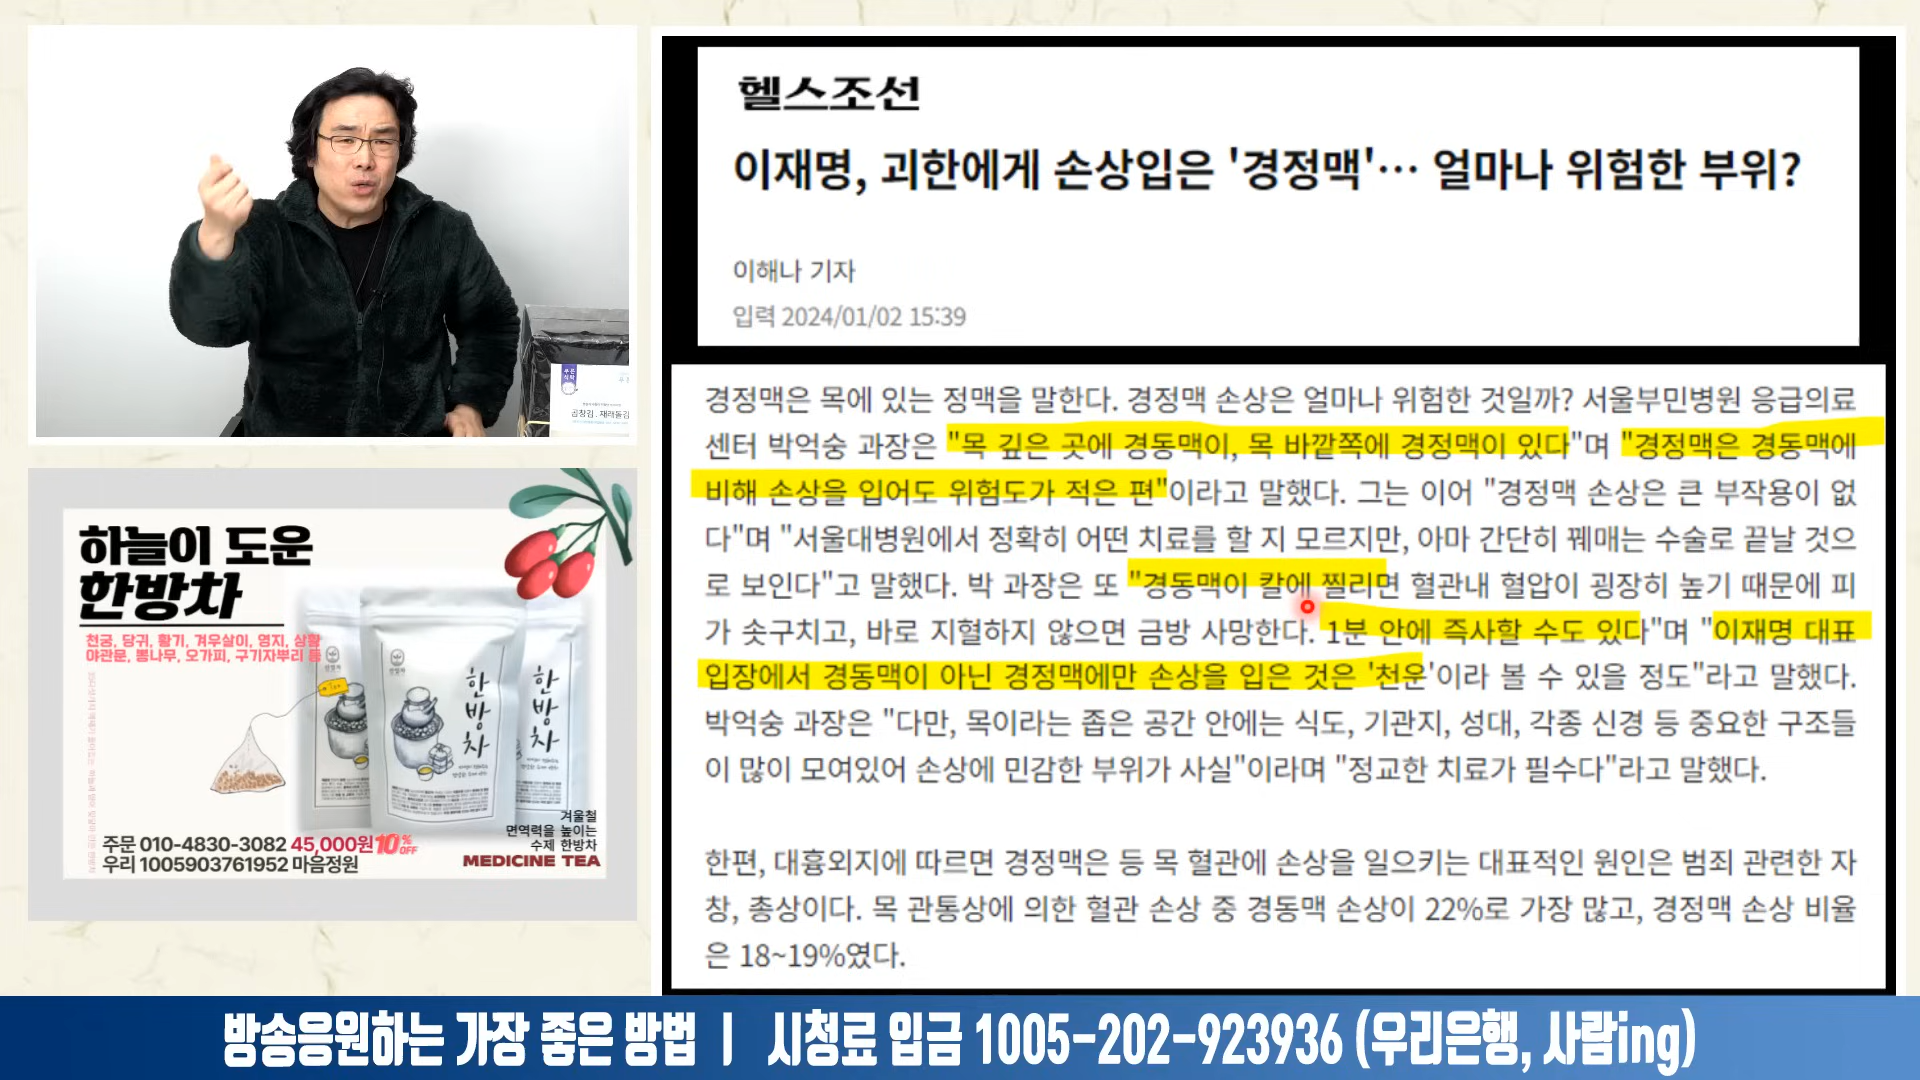 헬스조선
이재명, 괴한에게 손상입은 '경정맥'… 얼마나 위험한 부위?
이해나 기자
입력 2024/01/02 15:39
경정맥은 목에 있는 정맥을 말한다. 경정맥 손상은 얼마나 위험한 것일까? 서울부민병원 응급의료
센터 박억숭 과장은 "목 깊은 곳에 경동맥이, 목 바깥쪽에 경정맥이 있다"며 "경정맥은 경동맥에
비해 손상을 입어도 위험도가 적은 편"이라고 말했다. 그는 이어 "경정맥 손상은 큰 부작용이 없
다"며 "서울대병원에서 정확히 어떤 치료를 할 지 모르지만, 아마 간단히 꿰매는 수술로 끝날 것으
로 보인다"고 말했다. 박 과장은 또 "경동맥이 칼에 찔리면 혈관내 혈압이 굉장히 높기 때문에 피
가 솟구치고, 바로 지혈하지 않으면 금방 사망한다. 1분 안에 즉사할 수도 있다"며 "이재명 대표
입장에서 경동맥이 아닌 경정맥에만 손상을 입은 것은 '천운'이라 볼 수 있을 정도"라고 말했다.
박억숭 과장은 "다만, 목이라는 좁은 공간 안에는 식도, 기관지, 성대, 각종 신경 등 중요한 구조들
이 많이 모여있어 손상에 민감한 부위가 사실"이라며 "정교한 치료가 필수다"라고 말했다.
한편, 대흉외지에 따르면 경정맥은 등 목 혈관에 손상을 일으키는 대표적인 원인은 범죄 관련한 자
창, 총상이다. 목 관통상에 의한 혈관 손상 중 경동맥 손상이 22%로 가장 많고, 경정맥 손상 비율
은 18~19%였다.
곱창김. 재래돌김
하늘이 도운
한방차
천궁, 당귀, 황기, 겨우살이, 영지, 상황
야관문, 뽕나무, 오가피, 구기자뿌리 등
한방차
한방차
주문 010-4830-3082 45,000원 10% OFF
우리 1005903761952 마음정원
겨울철
면역력을 높이는
수제 한방차
MEDICINE TEA
방송응원하는 가장 좋은 방법 | 시청료 입금 1005-202-923936 (우리은행, 사람ing)